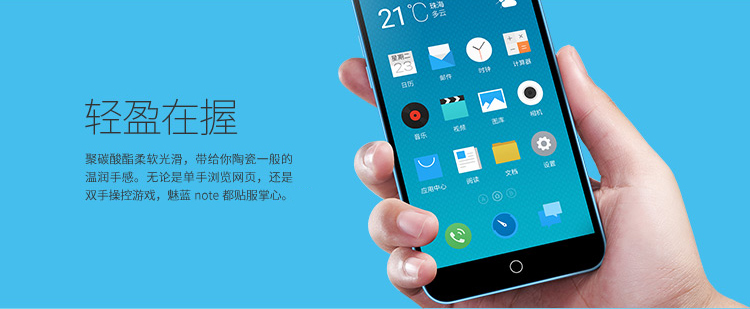 轻盈在握
聚碳酸酯柔软光滑，带给你陶瓷一般的
温润手感。无论是单手浏览网页，还是
双手操控游戏，魅蓝 note 都贴服掌心。
21℃ 珠海
多云
星期二
23
日历 邮件 时钟 计算器
音乐 视频 图库 相机
应用中心 阅读 文档 设置